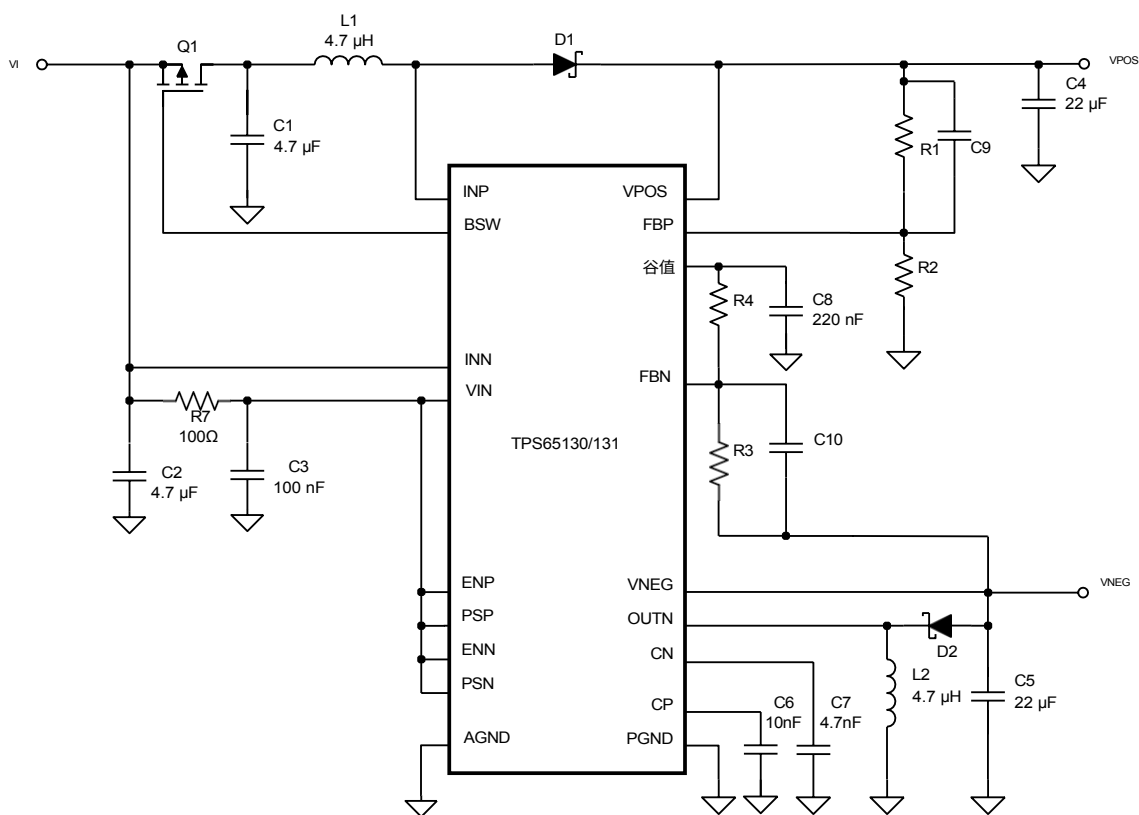 L1
4.7 µH
D1
Q1
VI
VPOS
C4
22 µF
C1
4.7 µF
R1
C9
INP
VPOS
BSW
FBP
谷值
R2
R4
C8
220 nF
INN
FBN
VIN
R7
100Ω
TPS65130/131
R3
C10
C2
4.7 µF
C3
100 nF
ENP
VNEG
VNEG
PSP
OUTN
ENN
CN
D2
PSN
L2
4.7 µH
C5
22 µF
CP
C6
10nF
C7
4.7nF
AGND
PGND